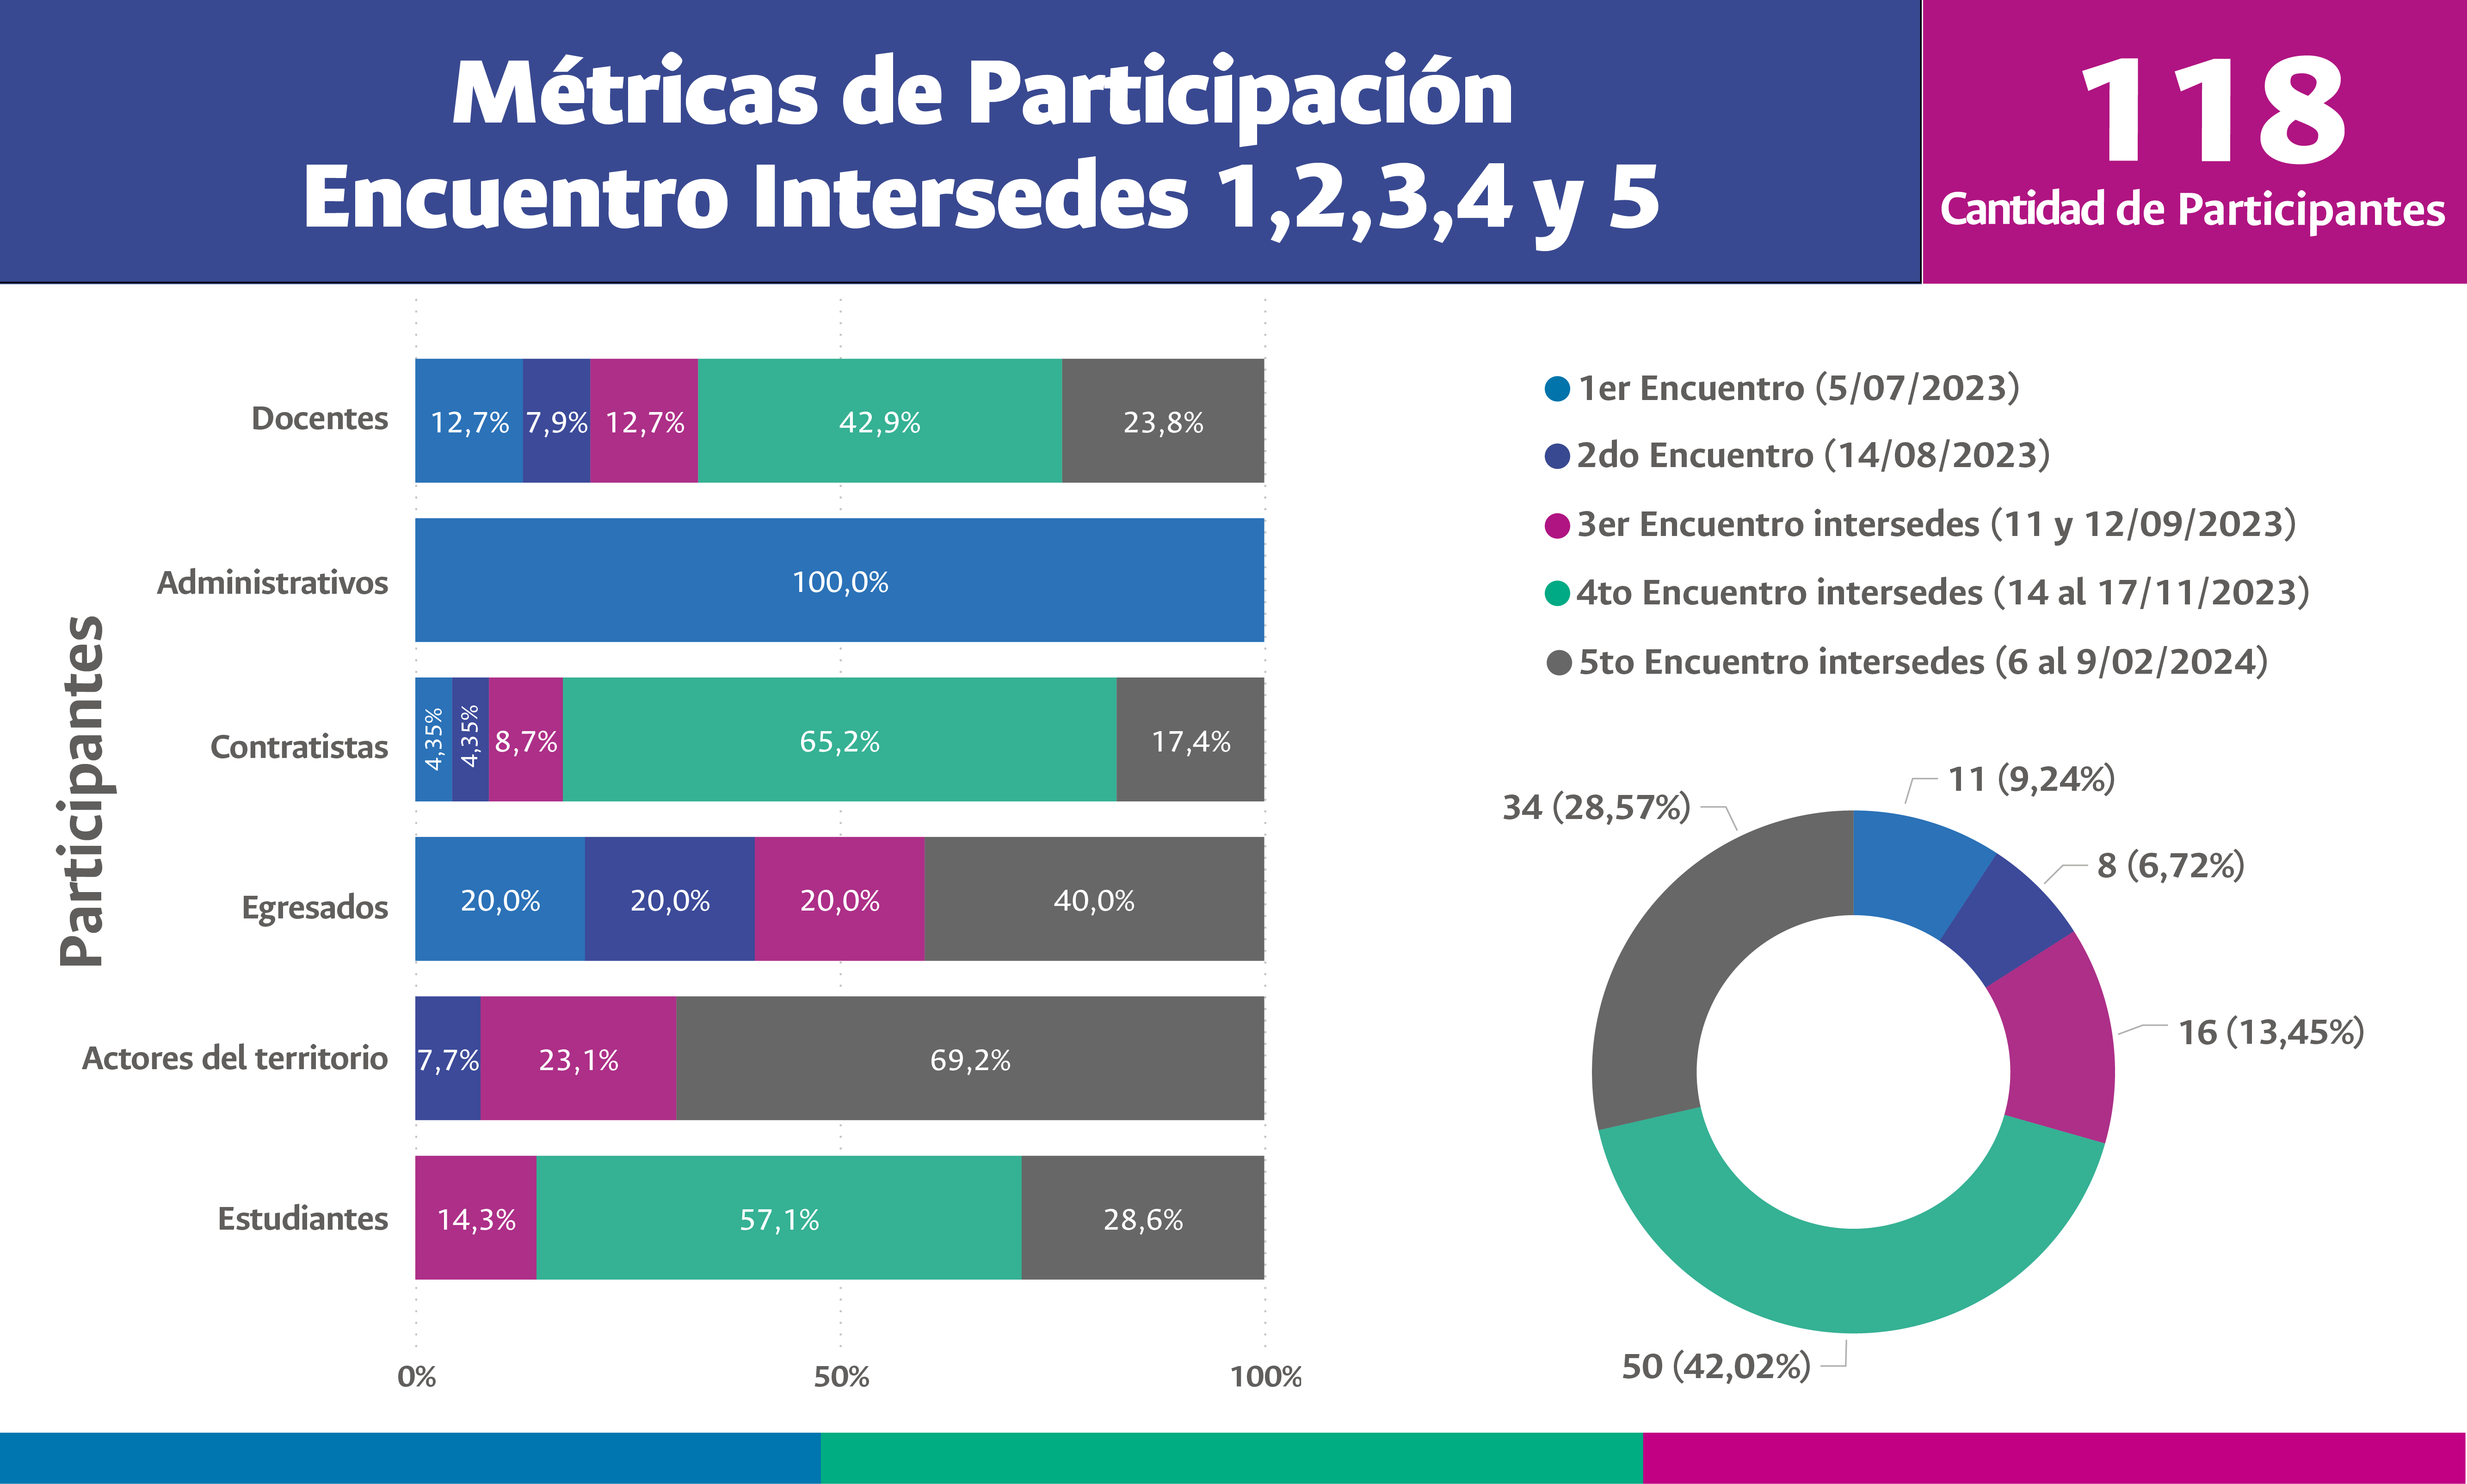 Métricas de Participación
Encuentro Intersedes 1,2,3,4 y 5
118
Cantidad de Participantes
Participantes
Docentes
12,7% 7,9% 12,7% 42,9% 23,8%
Administrativos
100,0%
Contratistas
4,35% 4,35% 8,7% 65,2% 17,4%
Egresados
20,0% 20,0% 20,0% 40,0%
Actores del territorio
7,7% 23,1% 69,2%
Estudiantes
14,3% 57,1% 28,6%
0% 50% 100%
1er Encuentro (5/07/2023)
2do Encuentro (14/08/2023)
3er Encuentro intersedes (11 y 12/09/2023)
4to Encuentro intersedes (14 al 17/11/2023)
5to Encuentro intersedes (6 al 9/02/2024)
11 (9,24%)
34 (28,57%)
8 (6,72%)
16 (13,45%)
50 (42,02%)